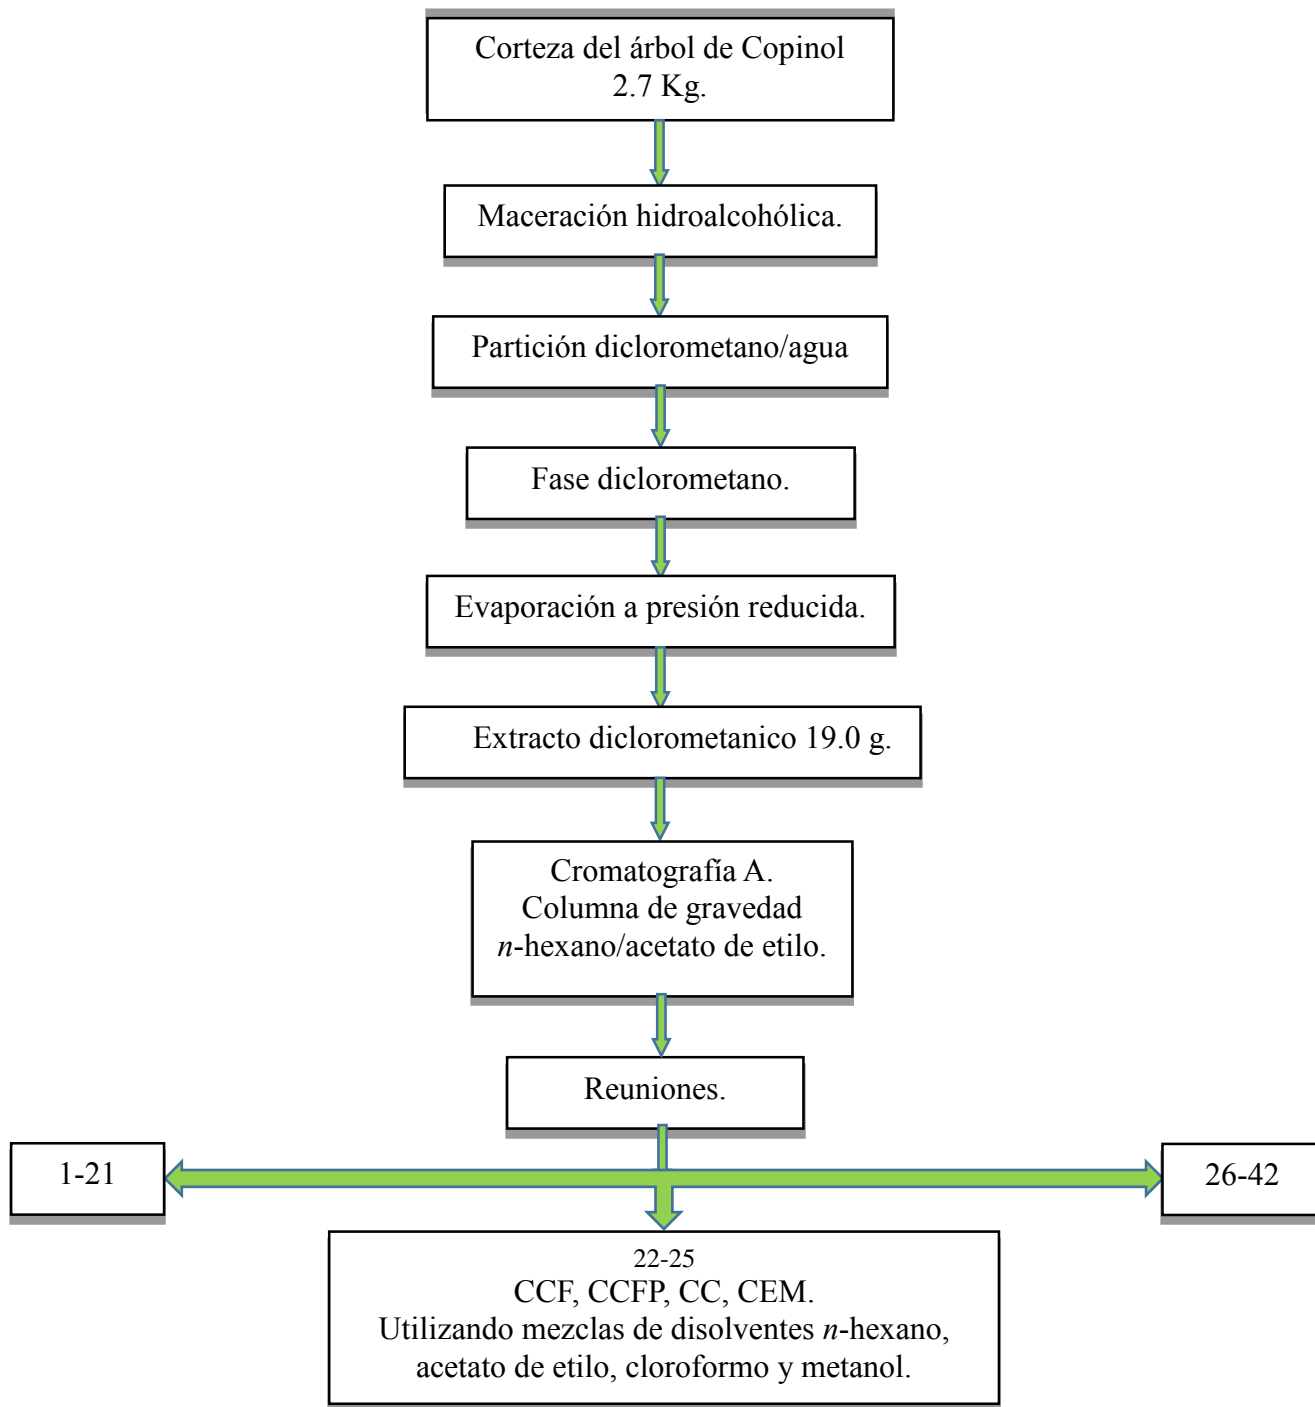 Corteza del árbol de Copinol
2.7 Kg.
Maceración hidroalcohólica.
Partición diclorometano/agua
Fase diclorometano.
Evaporación a presión reducida.
Extracto diclorometanico 19.0 g.
Cromatografía A.
Columna de gravedad
n-hexano/acetato de etilo.
Reuniones.
1-21
26-42
22-25
CCF, CCFP, CC, CEM.
Utilizando mezclas de disolventes n-hexano,
acetato de etilo, cloroformo y metanol.